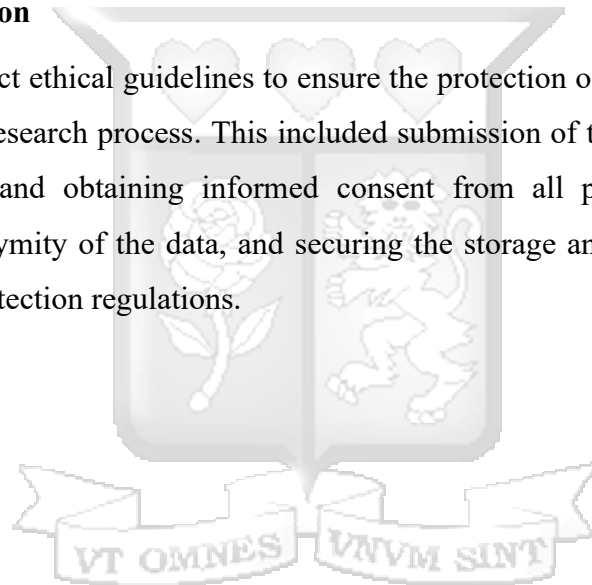 on
ct ethical guidelines to ensure the protection o
esearch process. This included submission of t
and obtaining informed consent from all p
ymity of the data, and securing the storage an
tection regulations.
VT OMNES VNVM SINT